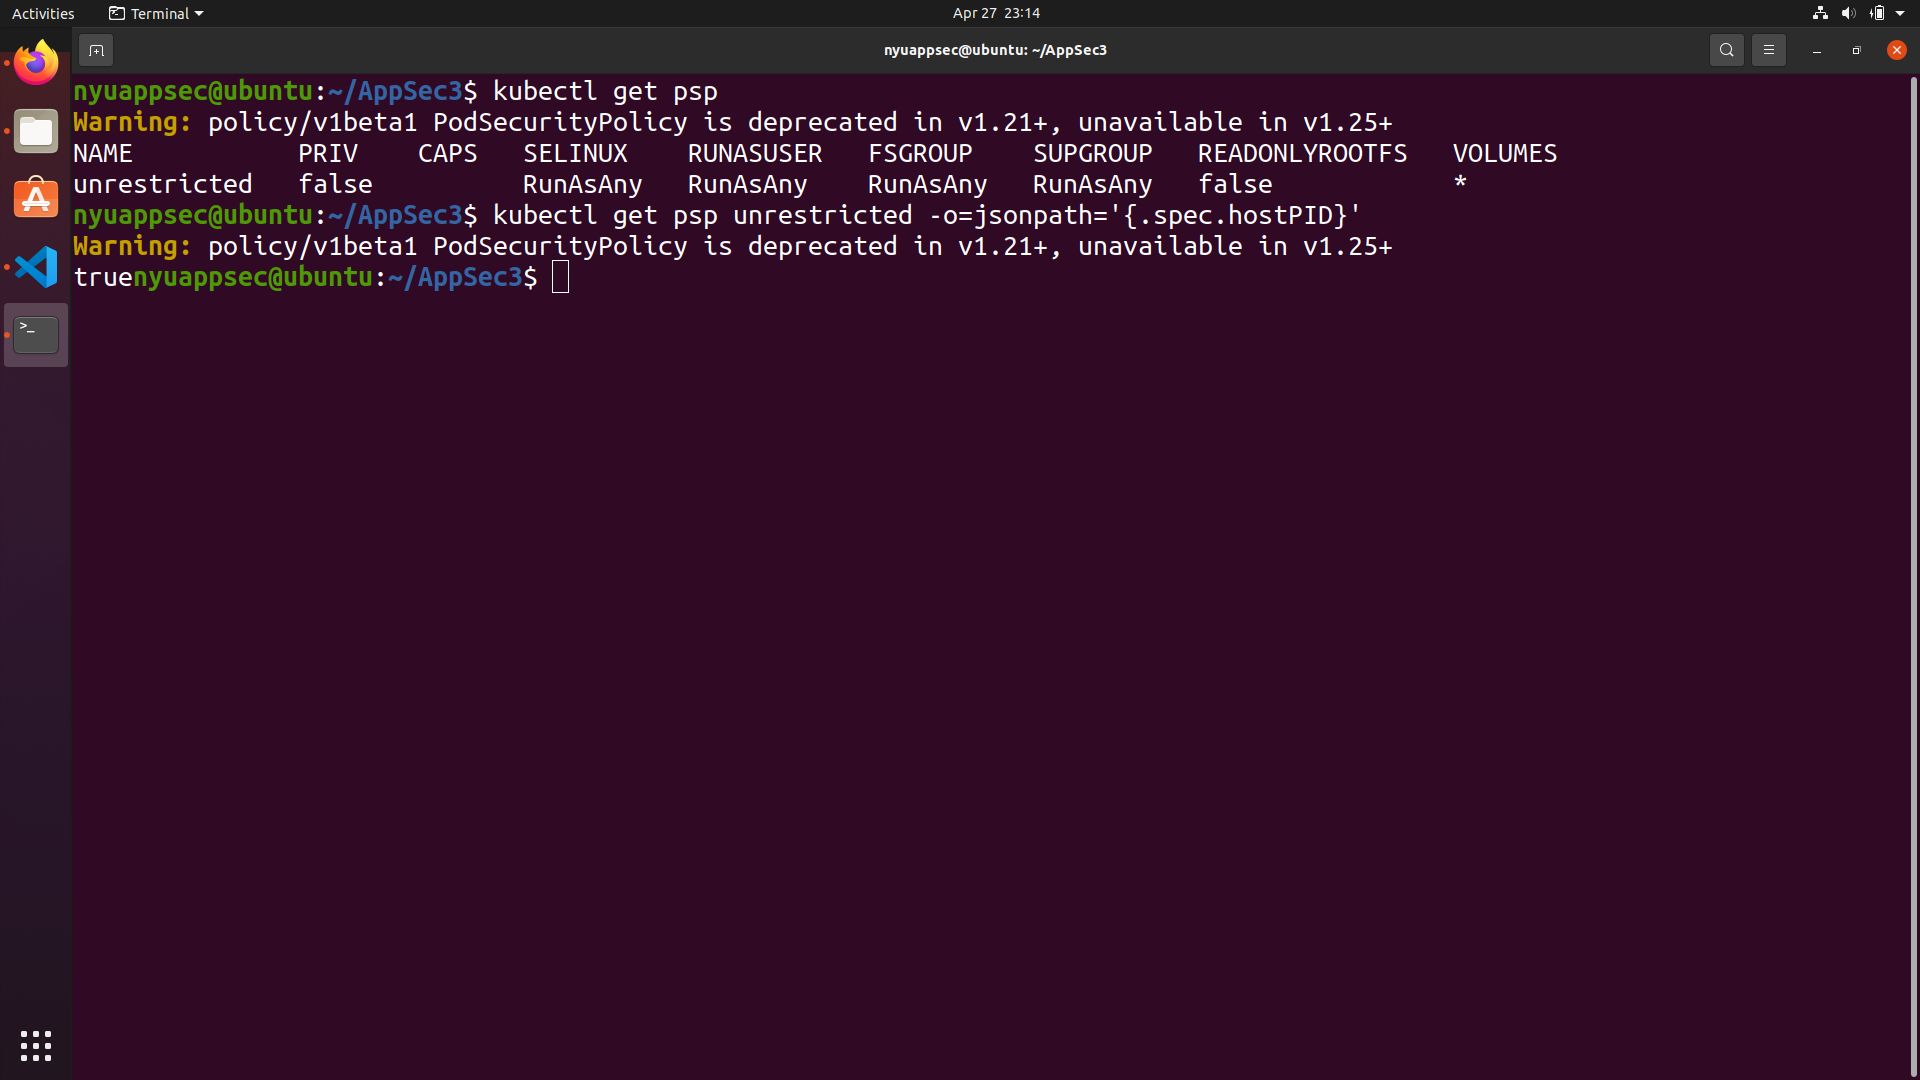 Activities Terminal Apr 27 23:14
nyuappsec@ubuntu: ~/AppSec3
nyuappsec@ubuntu:~/AppSec3$ kubectl get psp
Warning: policy/v1beta1 PodSecurityPolicy is deprecated in v1.21+, unavailable in v1.25+
NAME PRIV CAPS SELINUX RUNASUSER FSGROUP SUPGROUP READONLYROOTFS VOLUMES
unrestricted false RunAsAny RunAsAny RunAsAny RunAsAny false *
nyuappsec@ubuntu:~/AppSec3$ kubectl get psp unrestricted -o=jsonpath='{.spec.hostPID}'
Warning: policy/v1beta1 PodSecurityPolicy is deprecated in v1.21+, unavailable in v1.25+
truenyuappsec@ubuntu:~/AppSec3$